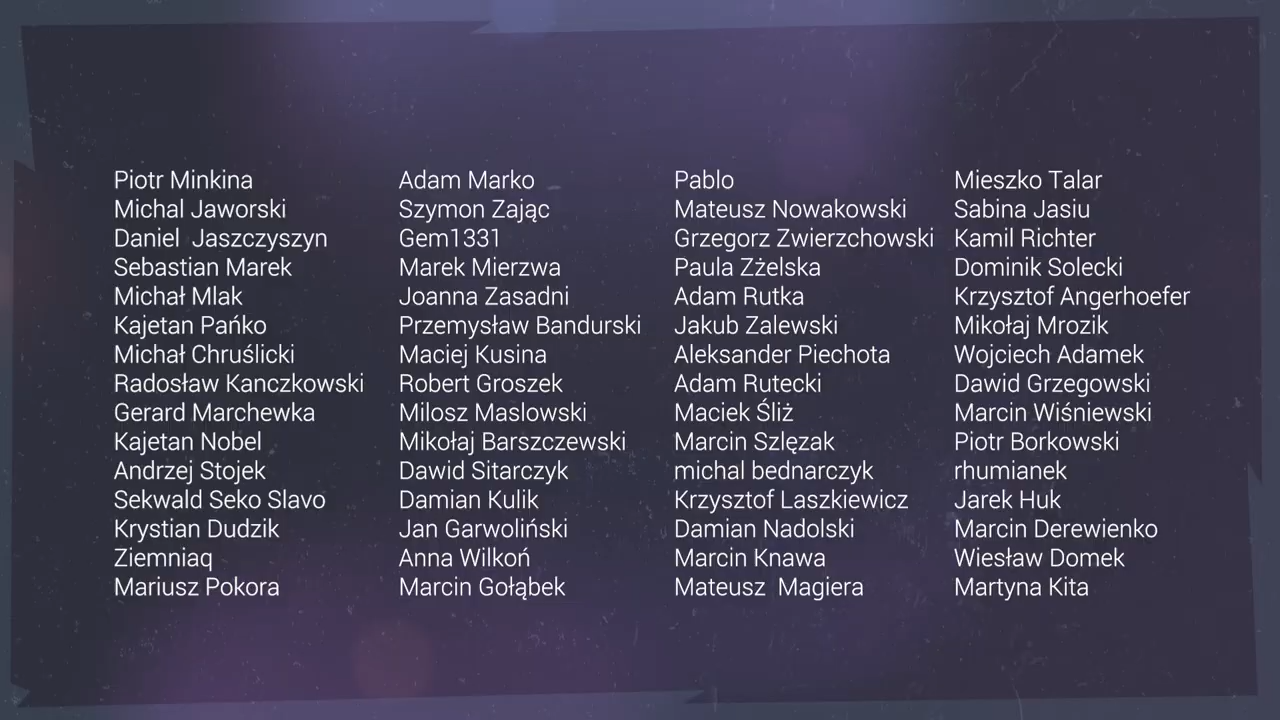 Piotr Minkina
Michal Jaworski
Daniel  Jaszczyszyn
Sebastian Marek
Michał Mlak
Kajetan Pańko
Michał Chruślicki
Radosław Kanczkowski
Gerard Marchewka
Kajetan Nobel
Andrzej Stojek
Sekwald Seko Slavo
Krystian Dudzik
Ziemniaq
Mariusz Pokora
Adam Marko
Szymon Zając
Gem1331
Marek Mierzwa
Joanna Zasadni
Przemysław Bandurski
Maciej Kusina
Robert Groszek
Milosz Maslowski
Mikołaj Barszczewski
Dawid Sitarczyk
Damian Kulik
Jan Garwoliński
Anna Wilkoń
Marcin Gołąbek
Pablo
Mateusz Nowakowski
Grzegorz Zwierzchowski
Paula Zżelska
Adam Rutka
Jakub Zalewski
Aleksander Piechota
Adam Rutecki
Maciek Śliż
Marcin Szlęzak
michal bednarczyk
Krzysztof Laszkiewicz
Damian Nadolski
Marcin Knawa
Mateusz  Magiera
Mieszko Talar
Sabina Jasiu
Kamil Richter
Dominik Solecki
Krzysztof Angerhoefer
Mikołaj Mrozik
Wojciech Adamek
Dawid Grzegowski
Marcin Wiśniewski
Piotr Borkowski
rhumianek
Jarek Huk
Marcin Derewienko
Wiesław Domek
Martyna Kita